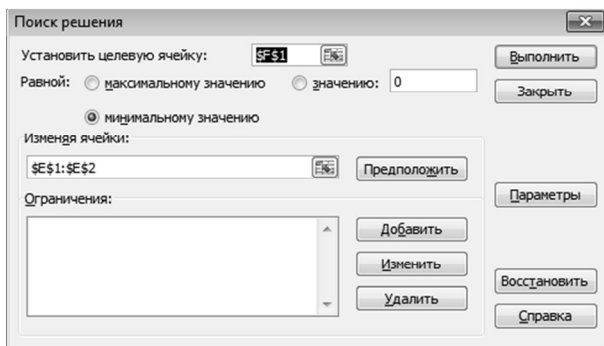 Поиск решения
Установить целевую ячейку: $F$1 Выполнить
Равной: максимальному значению значению: 0 Закрыть
минимальному значению
Изменяя ячейки:
$E$1:$E$2 Предположить
Ограничения: Параметры
Добавить
Изменить
Удалить Восстановить
Справка